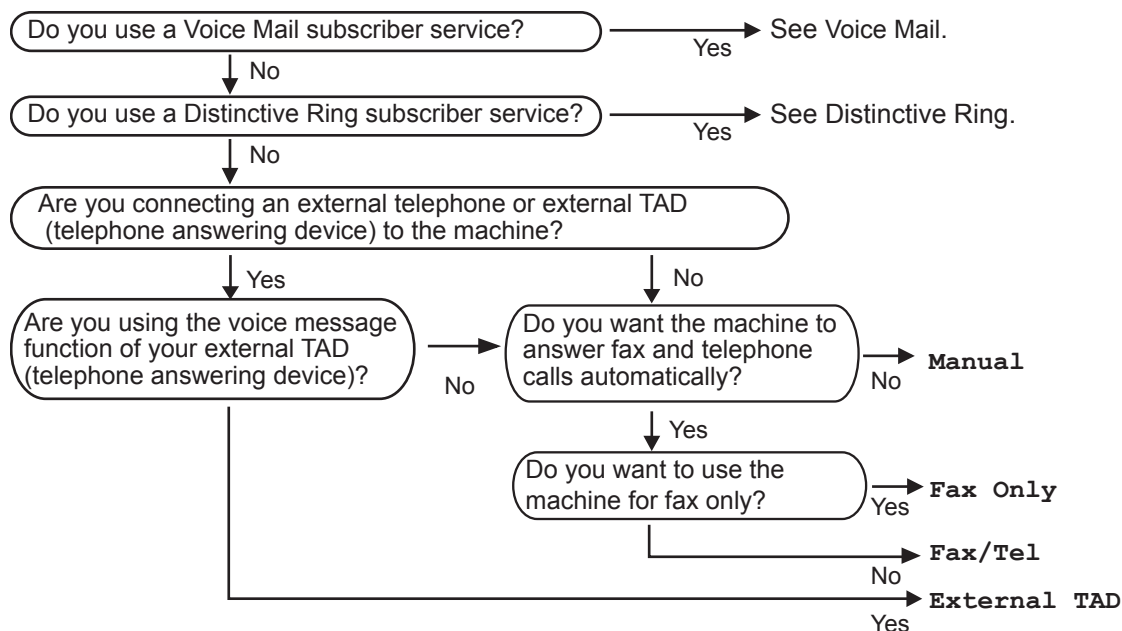 Do you use a Voice Mail subscriber service?
Yes
See Voice Mail.
No
Do you use a Distinctive Ring subscriber service?
Yes
See Distinctive Ring.
No
Are you connecting an external telephone or external TAD
(telephone answering device) to the machine?
Yes
No
Are you using the voice message
function of your external TAD
(telephone answering device)?
No
Do you want the machine to
answer fax and telephone
calls automatically?
No
Manual
Yes
Do you want to use the
machine for fax only?
Yes
Fax Only
No
Fax/Tel
Yes
External TAD